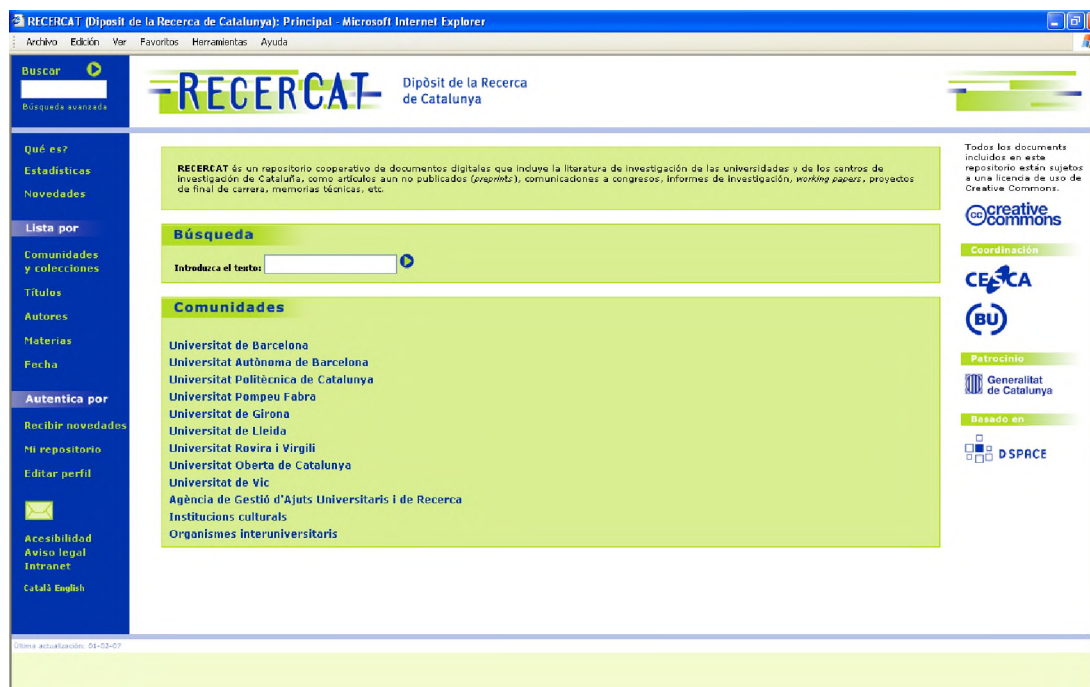 RECERCAT (Diposit de la Recerca de Catalunya): Principal - Microsoft Internet Explorer
Archivo Edición Ver Favoritos Herramientas Ayuda
Buscar
Búsqueda avanzada
RECERCAT
Dipòsit de la Recerca
de Catalunya
Qué es?
Estadísticas
Novedades
Lista por
Comunidades
y colecciones
Títulos
Autores
Materias
Fecha
Autentica por
Recibir novedades
Mi repositorio
Editar perfil
Acesibilidad
Aviso legal
Intranet
Català English
RECERCAT és un repositorio cooperativo de documentos digitales que incluye la literatura de investigación de las universidades y de los centros de
investigación de Cataluña, como artículos aun no publicados (preprints), comunicaciones a congresos, informes de investigación, working papers, proyectos
de final de carrera, memorias técnicas, etc.
Búsqueda
Introduzca el texto:
Comunidades
Universitat de Barcelona
Universitat Autònoma de Barcelona
Universitat Politècnica de Catalunya
Universitat Pompeu Fabra
Universitat de Girona
Universitat de Lleida
Universitat Rovira i Virgili
Universitat Oberta de Catalunya
Universitat de Vic
Agència de Gestió d'Ajuts Universitaris i de Recerca
Institucions culturals
Organismes interuniversitaris
Todos los documents
incluidos en este
repositorio están sujetos
a una licencia de uso de
Creative Commons.
cc creative
commons
Coordinación
CESCA
BU
Patrocinio
Generalitat
de Catalunya
Basado en
DSPACE
Última actualización: 01-02-07